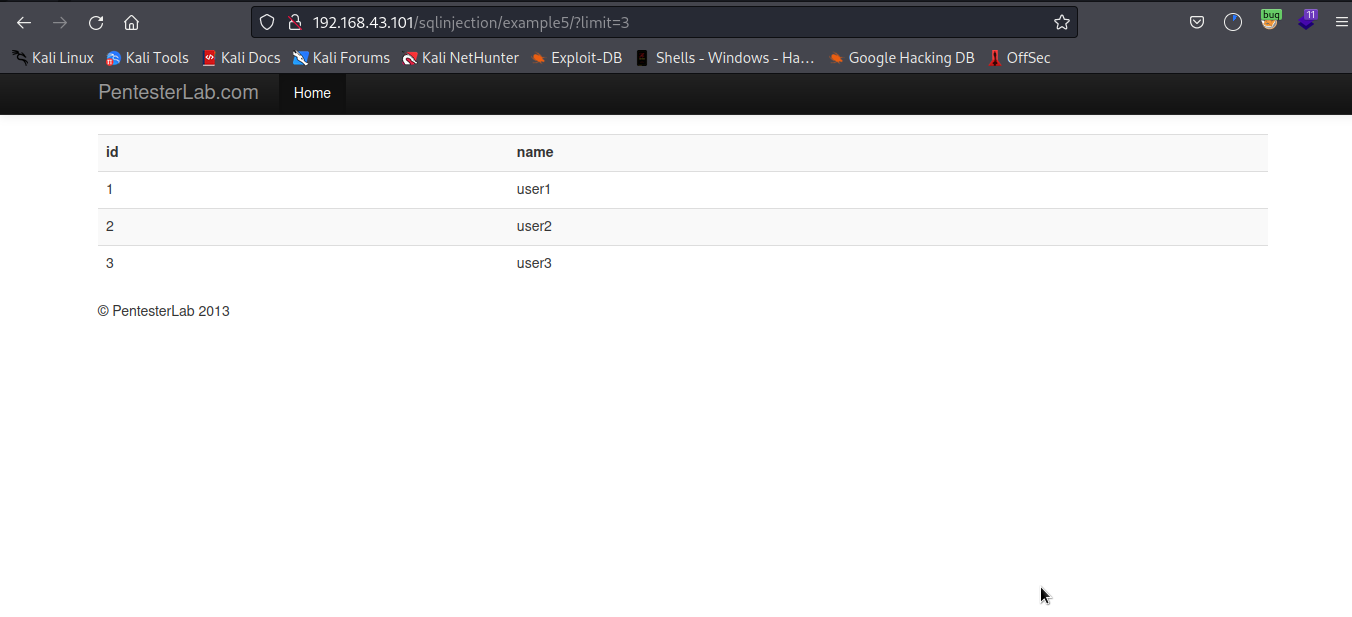 192.168.43.101/sqlinjection/example5/?limit=3
bug
11
Kali Linux Kali Tools Kali Docs Kali Forums Kali NetHunter Exploit-DB Shells - Windows - Ha… Google Hacking DB OffSec
PentesterLab.com Home
id name
1 user1
2 user2
3 user3
© PentesterLab 2013